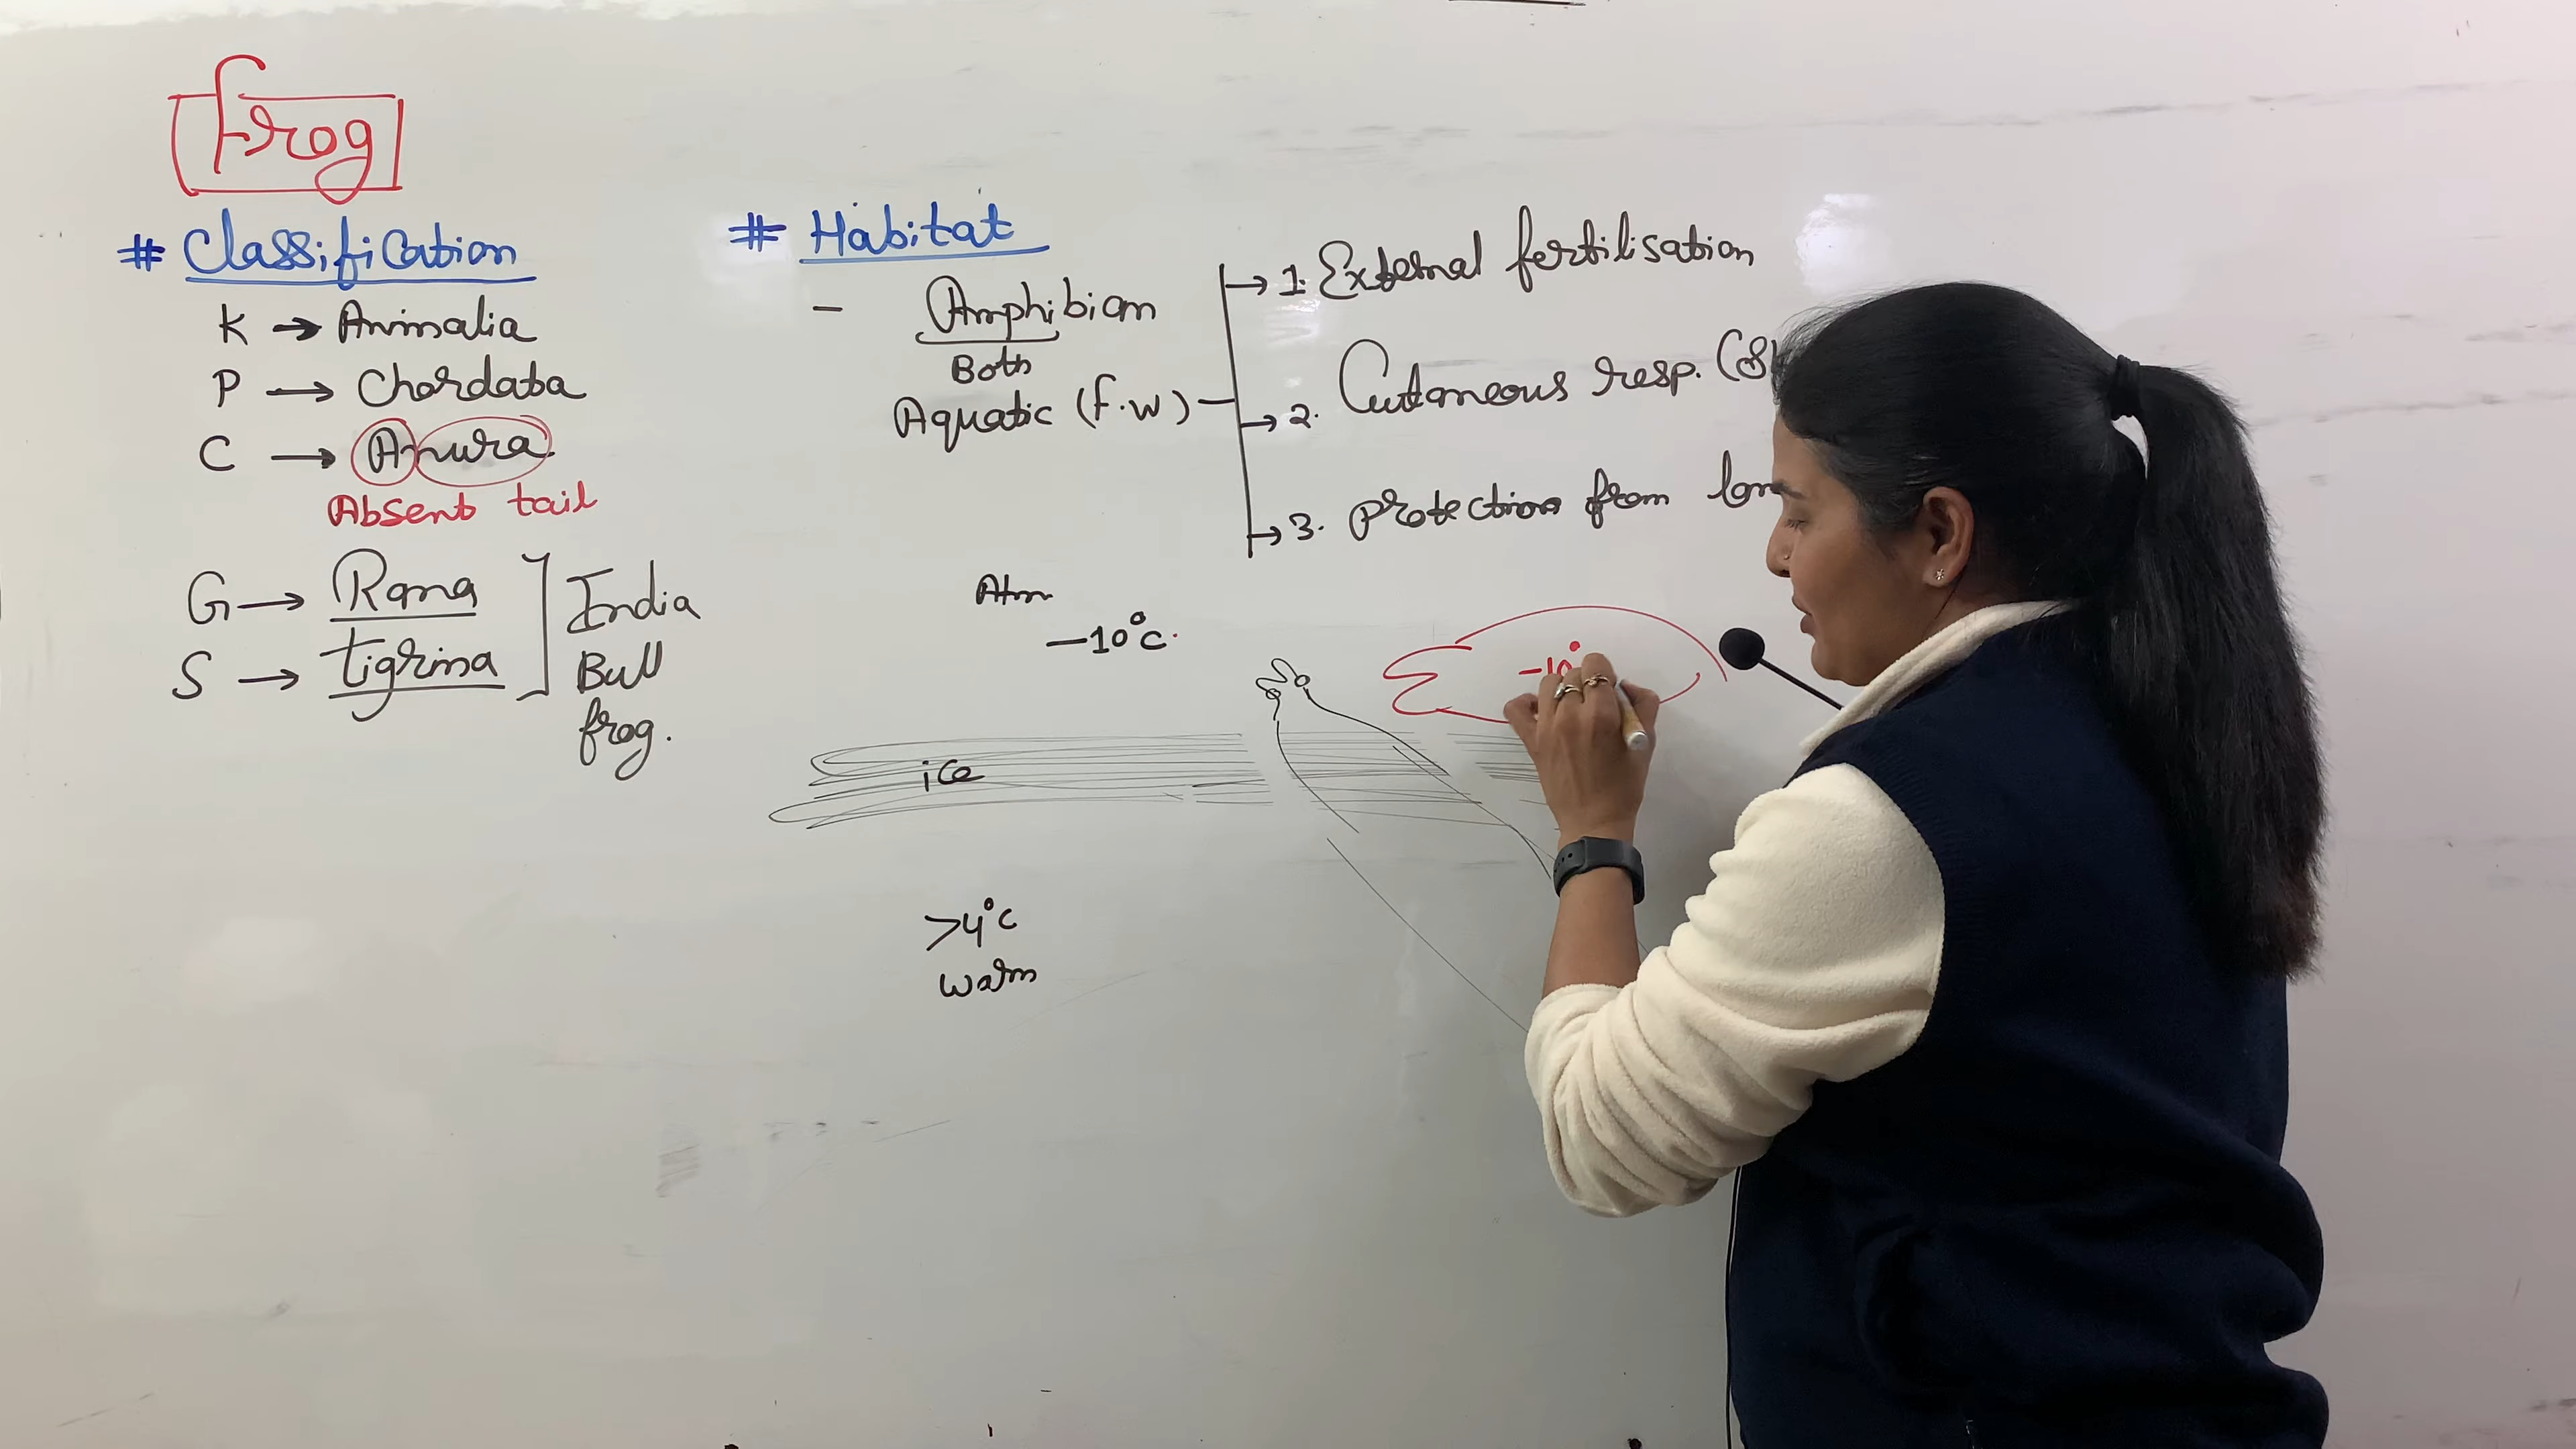 Frog
# Classification
K → Animalia
P → Chordata
C → Anura
Absent tail
G → Rana
S → tigrina
India
Bull
frog.
# Habitat
- Amphibian
Both
Aquatic (f.w)
→ 1. External fertilisation
→ 2. Cutaneous resp.
→ 3. Protection from
Atm
-10°c.
ice
>4°c
warm
-10°